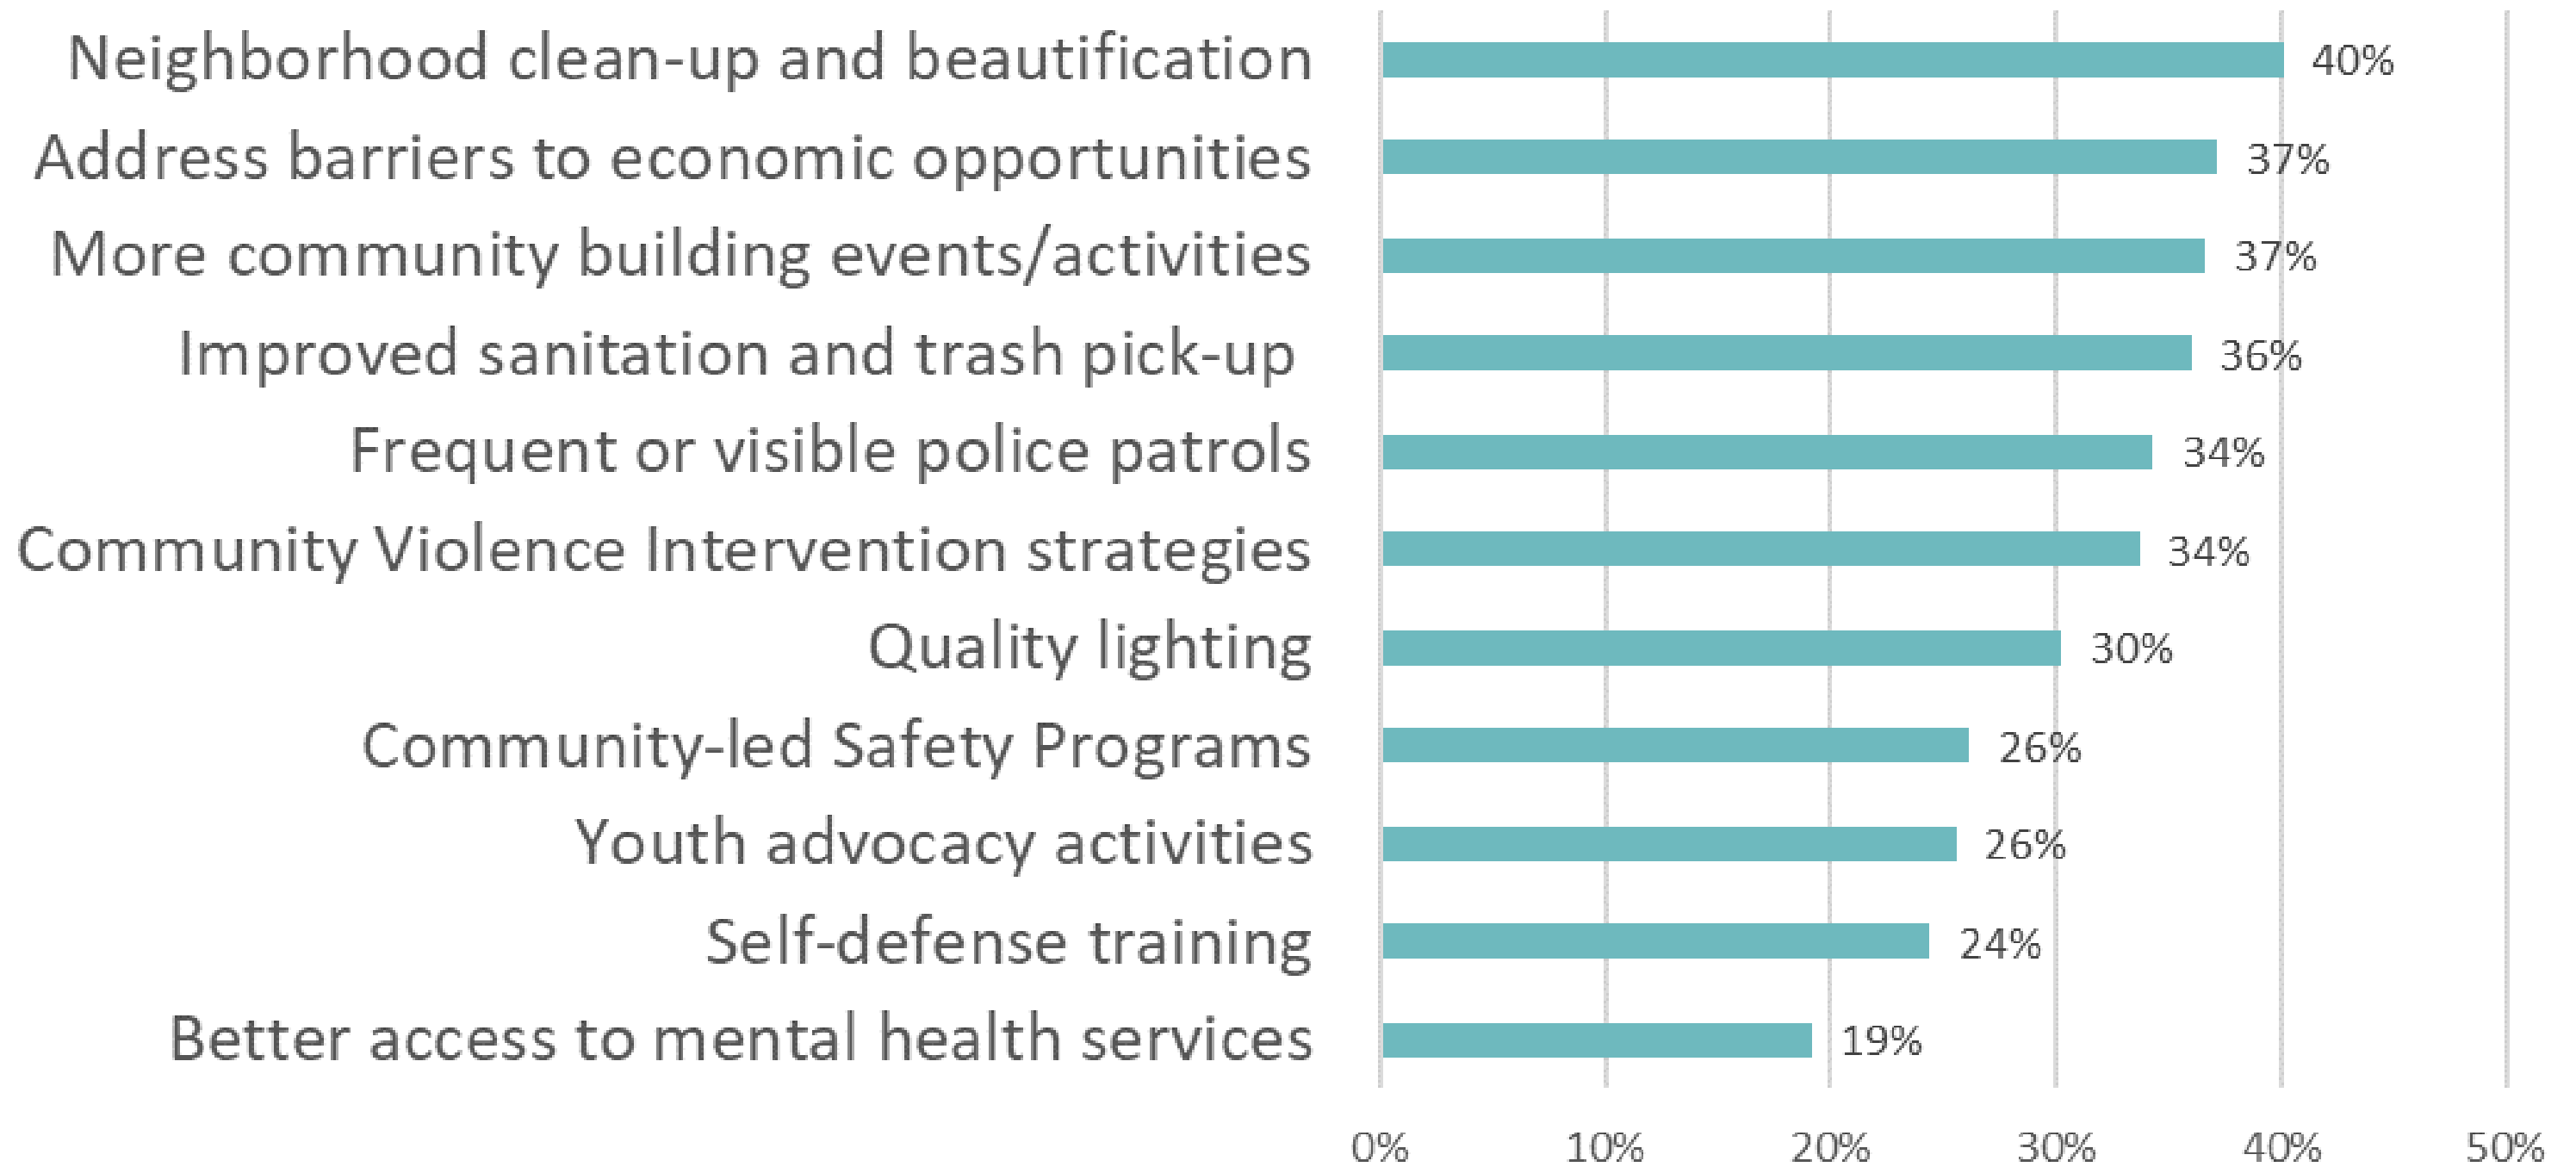 Neighborhood clean-up and beautification 40%
Address barriers to economic opportunities 37%
More community building events/activities 37%
Improved sanitation and trash pick-up 36%
Frequent or visible police patrols 34%
Community Violence Intervention strategies 34%
Quality lighting 30%
Community-led Safety Programs 26%
Youth advocacy activities 26%
Self-defense training 24%
Better access to mental health services 19%
0% 10% 20% 30% 40% 50%